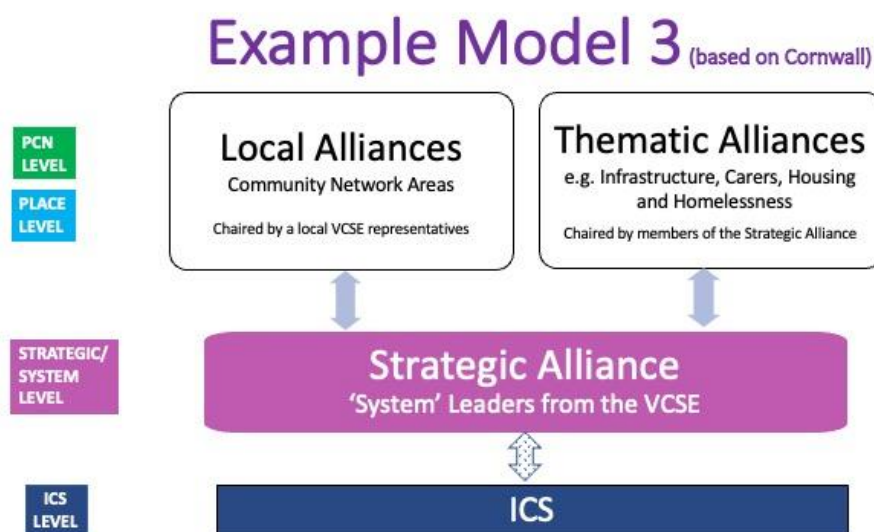 Example Model 3 (based on Cornwall)
PCN
LEVEL
PLACE
LEVEL
Local Alliances
Community Network Areas
Chaired by a local VCSE representatives
Thematic Alliances
e.g. Infrastructure, Carers, Housing
and Homelessness
Chaired by members of the Strategic Alliance
STRATEGIC/
SYSTEM
LEVEL
Strategic Alliance
‘System’ Leaders from the VCSE
ICS
LEVEL
ICS